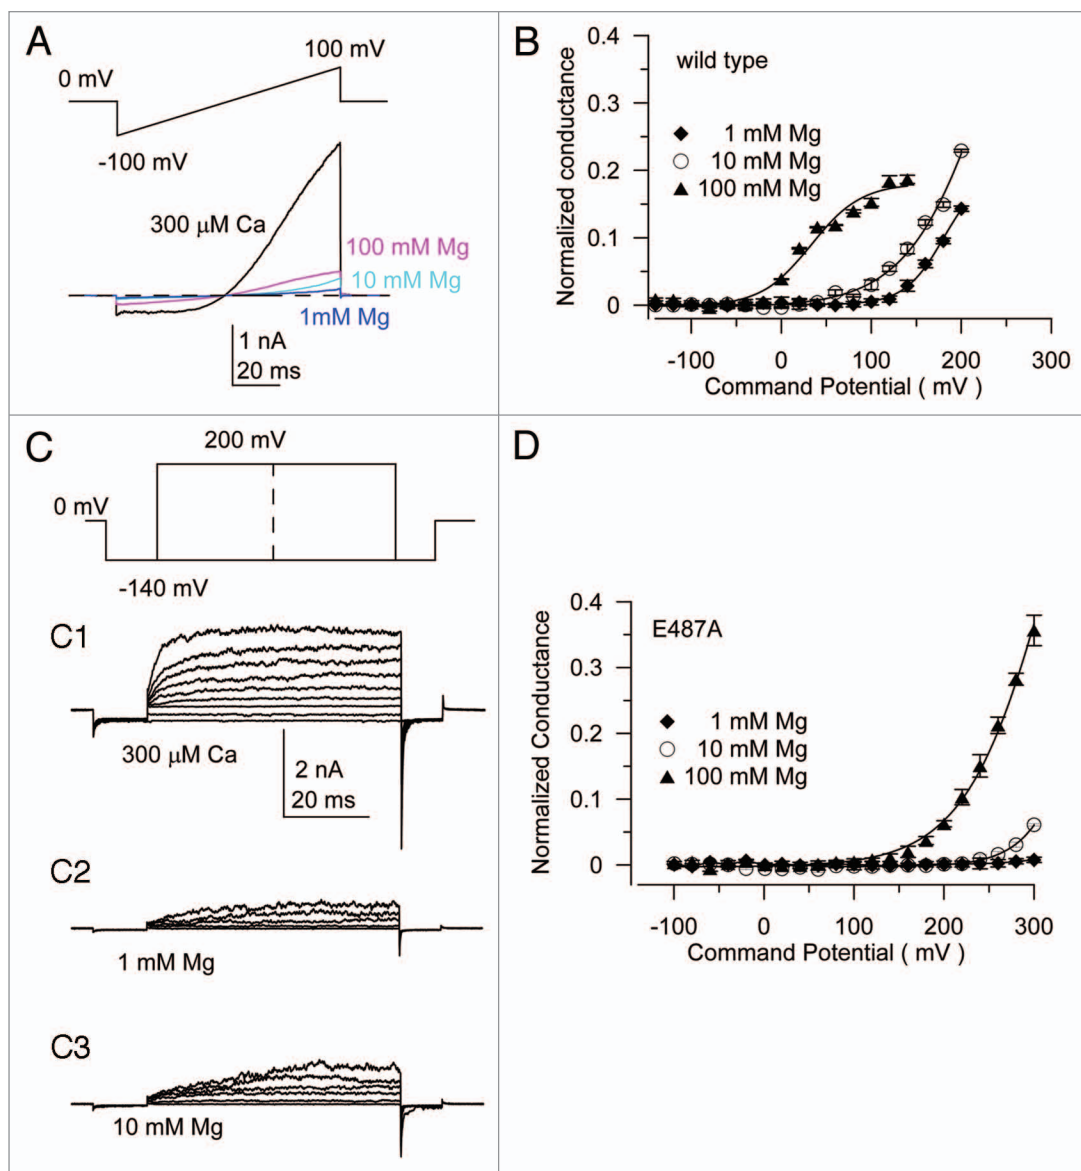 A
0 mV
100 mV
-100 mV
300 μM Ca
100 mM Mg
10 mM Mg
1mM Mg
1 nA
20 ms
B
wild type
1 mM Mg
10 mM Mg
100 mM Mg
Normalized conductance
0.4
0.3
0.2
0.1
0
-100 0 100 200 300
Command Potential ( mV )
C
200 mV
0 mV
-140 mV
C1
300 μM Ca
2 nA
20 ms
C2
1 mM Mg
C3
10 mM Mg
D
E487A
1 mM Mg
10 mM Mg
100 mM Mg
Normalized Conductance
0.4
0.3
0.2
0.1
0
-100 0 100 200 300
Command Potential ( mV )